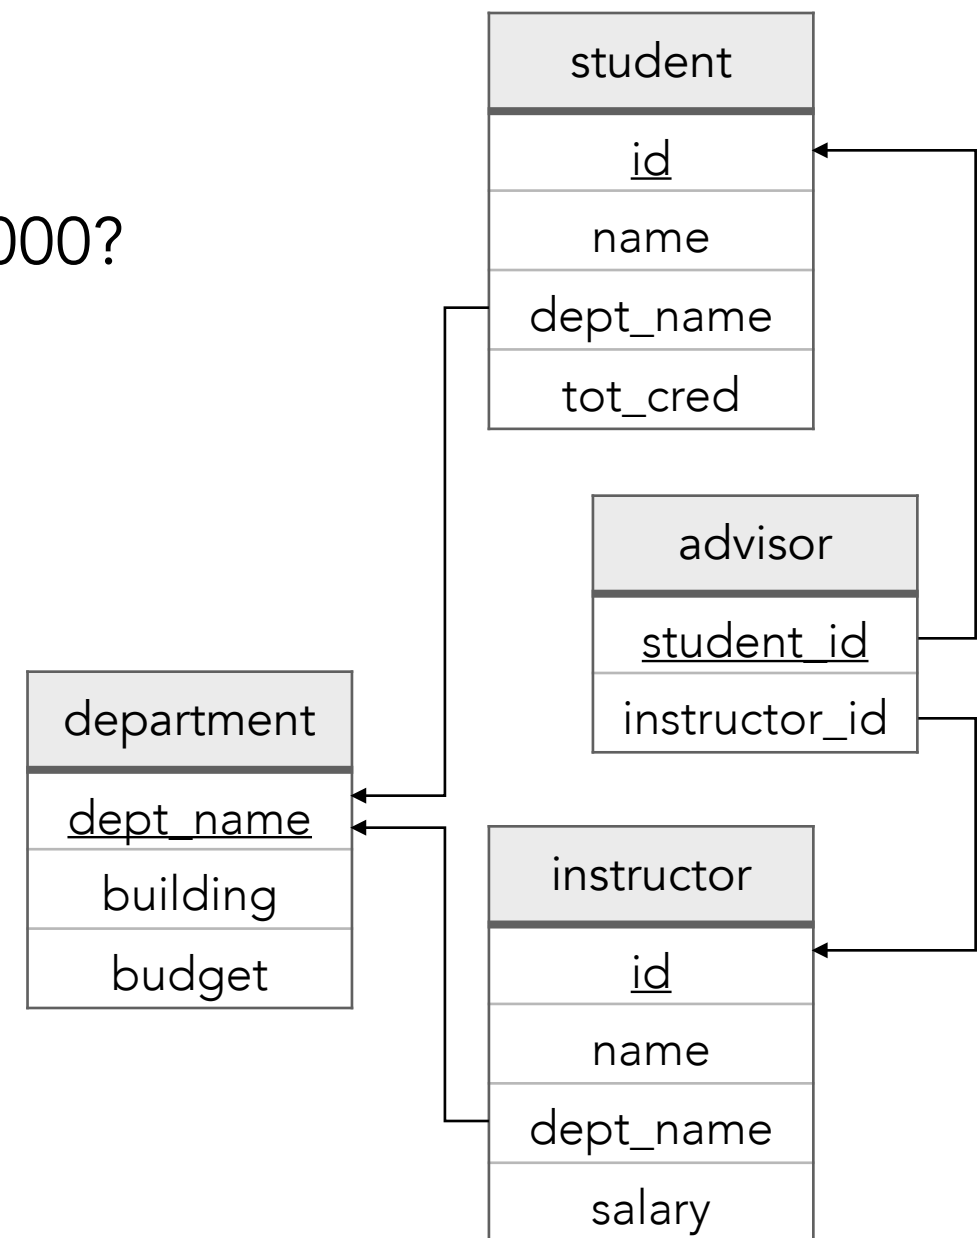 000?
student
id
name
dept_name
tot_cred
advisor
student_id
instructor_id
department
dept_name
building
budget
instructor
id
name
dept_name
salary